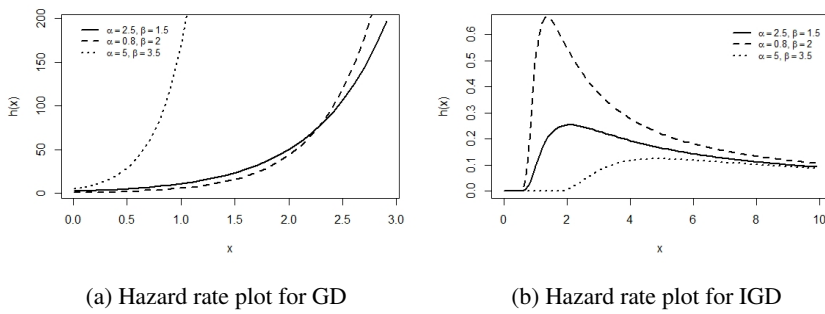 α = 2.5, β = 1.5
α = 0.8, β = 2
α = 5, β = 3.5
h(x)
200
150
100
50
0
0.0 0.5 1.0 1.5 2.0 2.5 3.0
x
(a) Hazard rate plot for GD
α = 2.5, β = 1.5
α = 0.8, β = 2
α = 5, β = 3.5
h(x)
0.6
0.5
0.4
0.3
0.2
0.1
0.0
0 2 4 6 8 10
x
(b) Hazard rate plot for IGD